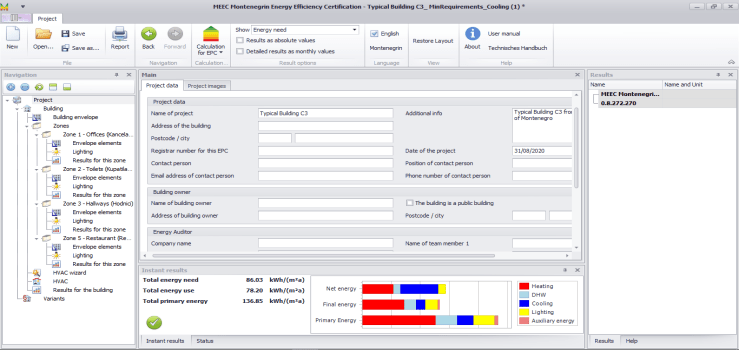 MEEC Montenegrin Energy Efficiency Certification - Typical Building C3_ MinRequirements_Cooling (1) *
Project
New
Open...
Save
Save as...
Report
Back
Forward
Calculation for EPC
Show Energy need
Results as absolute values
Detailed results as monthly values
English
Montenegrin
Restore Layout
About
User manual
Technisches Handbuch
File
Navigation
Calculation...
Result options
Language
View
Help
Navigation
Project
Building
Building envelope
Zones
Zone 1 - Offices (Kancela...
Envelope elements
Lighting
Results for this zone
Zone 2 - Toilets (Kupatila...
Envelope elements
Lighting
Results for this zone
Zone 3 - Hallways (Hodnici)
Envelope elements
Lighting
Results for this zone
Zone 5 - Restaurant (Re...
Envelope elements
Lighting
Results for this zone
HVAC wizard
HVAC
Results for the building
Variants
Main
Project data
Project images
Project data
Name of project
Typical Building C3
Additional info
Typical Building C3 from
of Montenegro
Address of the building
Postcode / city
Registrar number for this EPC
Date of the project
31/08/2020
Contact person
Position of contact person
Email address of contact person
Phone number of contact person
Building owner
Name of building owner
The building is a public building
Address of building owner
Postcode / city
Energy Auditor
Company name
Name of team member 1
Instant results
Total energy need 86.03 kWh/(m²a)
Total energy use 78.20 kWh/(m²a)
Total primary energy 136.85 kWh/(m²a)
Net energy
Final energy
Primary Energy
Heating
DHW
Cooling
Lighting
Auxiliary energy
Instant results
Status
Results
Name
Name and Unit
MEEC Montenegri...
0.8.272.270
Results
Help